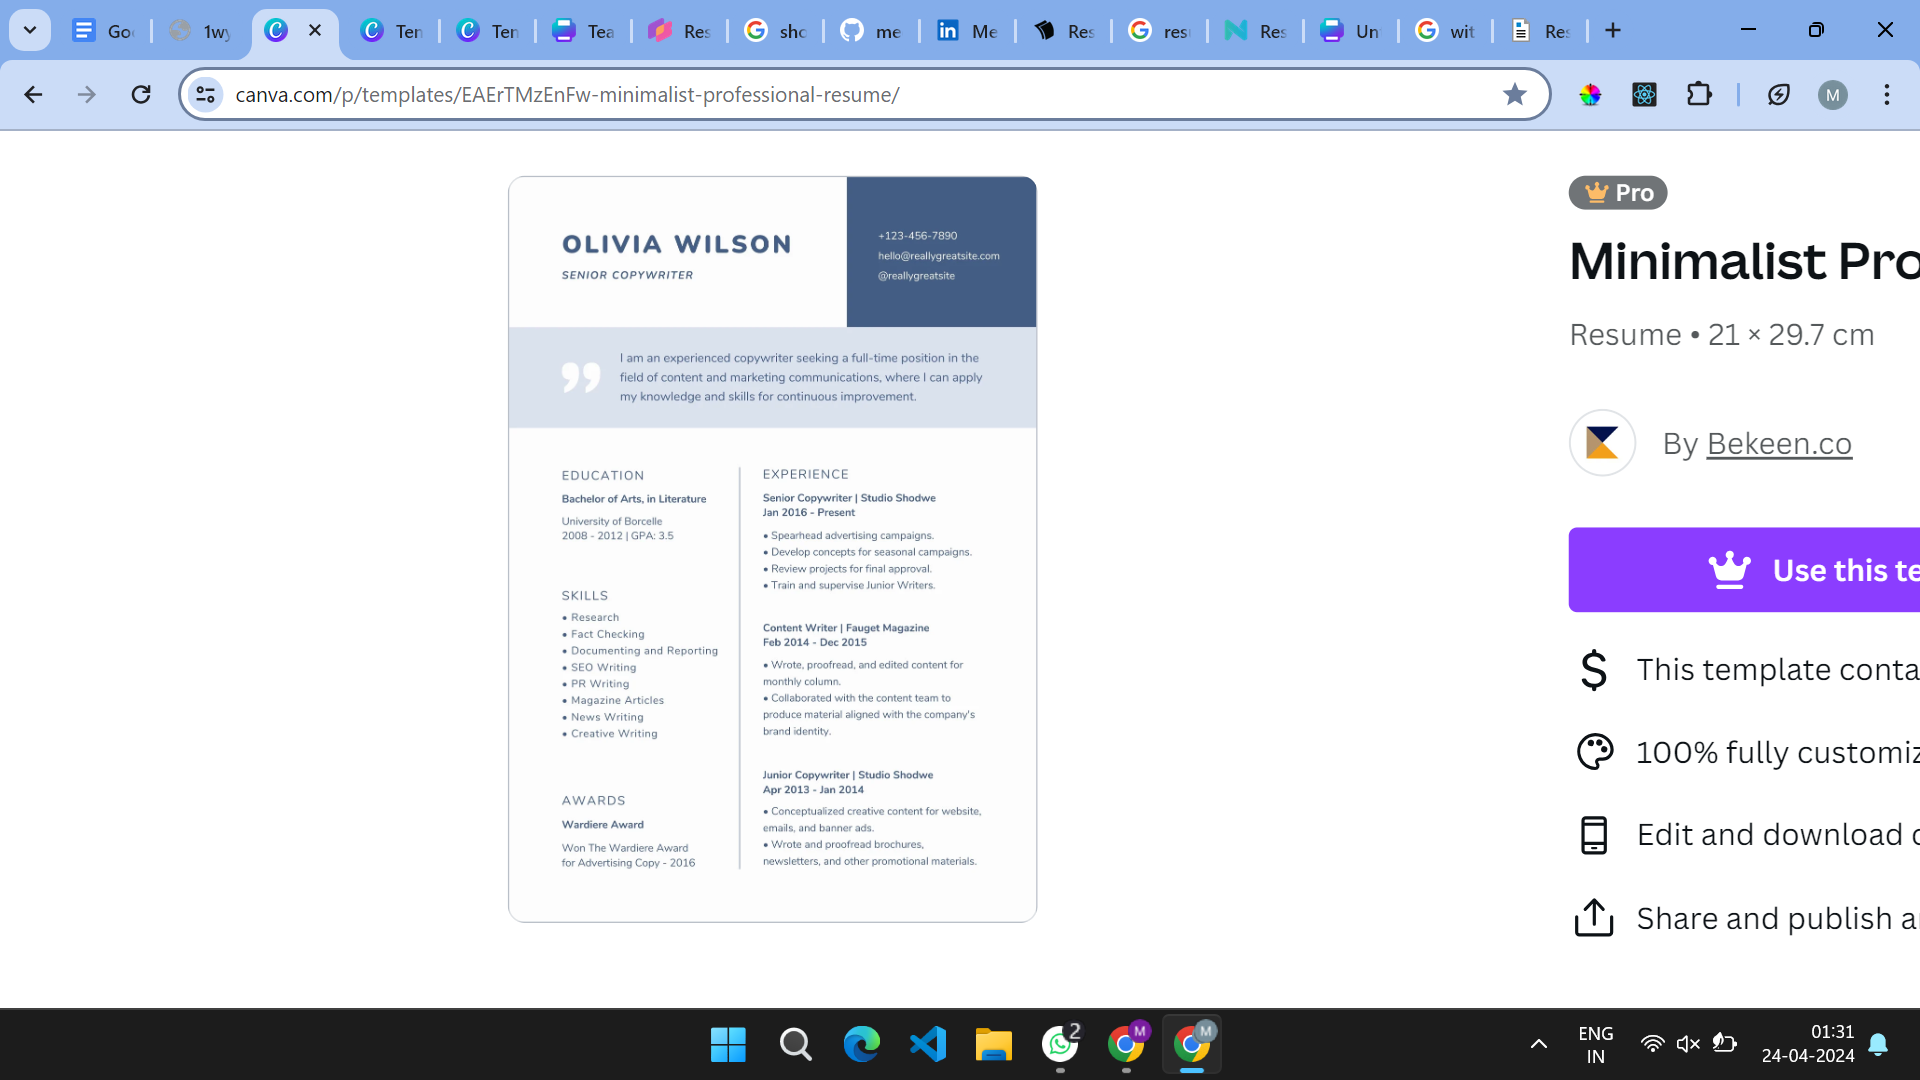 Goo
1wy
Ten
Ten
Tea
Res
sho
me
Me
Res
res
Res
Un
wit
Res
canva.com/p/templates/EAErTMzEnFw-minimalist-professional-resume/
M
OLIVIA WILSON
SENIOR COPYWRITER
+123-456-7890
hello@reallygreatsite.com
@reallygreatsite
I am an experienced copywriter seeking a full-time position in the
field of content and marketing communications, where I can apply
my knowledge and skills for continuous improvement.
EDUCATION
Bachelor of Arts, in Literature
University of Borcelle
2008 - 2012 | GPA: 3.5
SKILLS
• Research
• Fact Checking
• Documenting and Reporting
• SEO Writing
• PR Writing
• Magazine Articles
• News Writing
• Creative Writing
AWARDS
Wardiere Award
Won The Wardiere Award
for Advertising Copy - 2016
EXPERIENCE
Senior Copywriter | Studio Shodwe
Jan 2016 - Present
• Spearhead advertising campaigns.
• Develop concepts for seasonal campaigns.
• Review projects for final approval.
• Train and supervise Junior Writers.
Content Writer | Fauget Magazine
Feb 2014 - Dec 2015
• Wrote, proofread, and edited content for
monthly column.
• Collaborated with the content team to
produce material aligned with the company's
brand identity.
Junior Copywriter | Studio Shodwe
Apr 2013 - Jan 2014
• Conceptualized creative content for website,
emails, and banner ads.
• Wrote and proofread brochures,
newsletters, and other promotional materials.
Pro
Minimalist Pro
Resume • 21 × 29.7 cm
By Bekeen.co
Use this te
This template conta
100% fully customiz
Edit and download o
Share and publish a
2
M
M
ENG
IN
01:31
24-04-2024